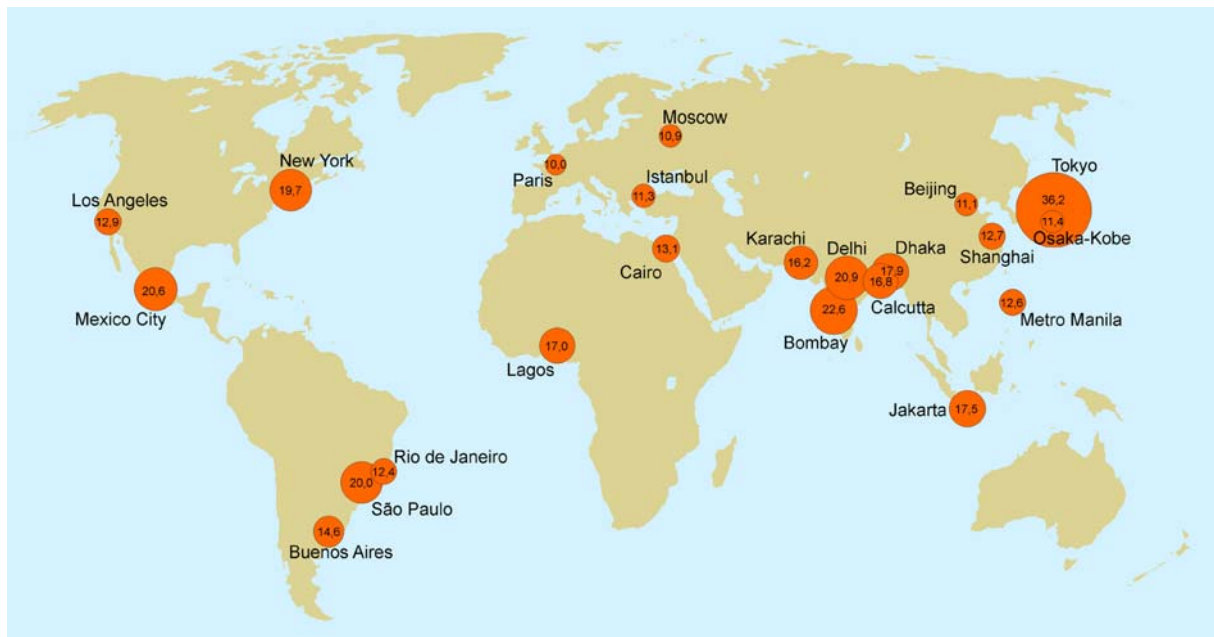 Moscow
10,9
New York
19,7
Paris
10,0
Istanbul
11,3
Tokyo
36,2
11,4
Osaka-Kobe
Beijing
11,1
Los Angeles
12,9
Shanghai
12,7
Karachi
16,2
Delhi
20,9
Dhaka
17,9
16,8
Calcutta
Cairo
13,1
Mexico City
20,6
Bombay
22,6
12,6
Metro Manila
17,0
Lagos
Jakarta
17,5
Rio de Janeiro
12,4
20,0
São Paulo
14,6
Buenos Aires